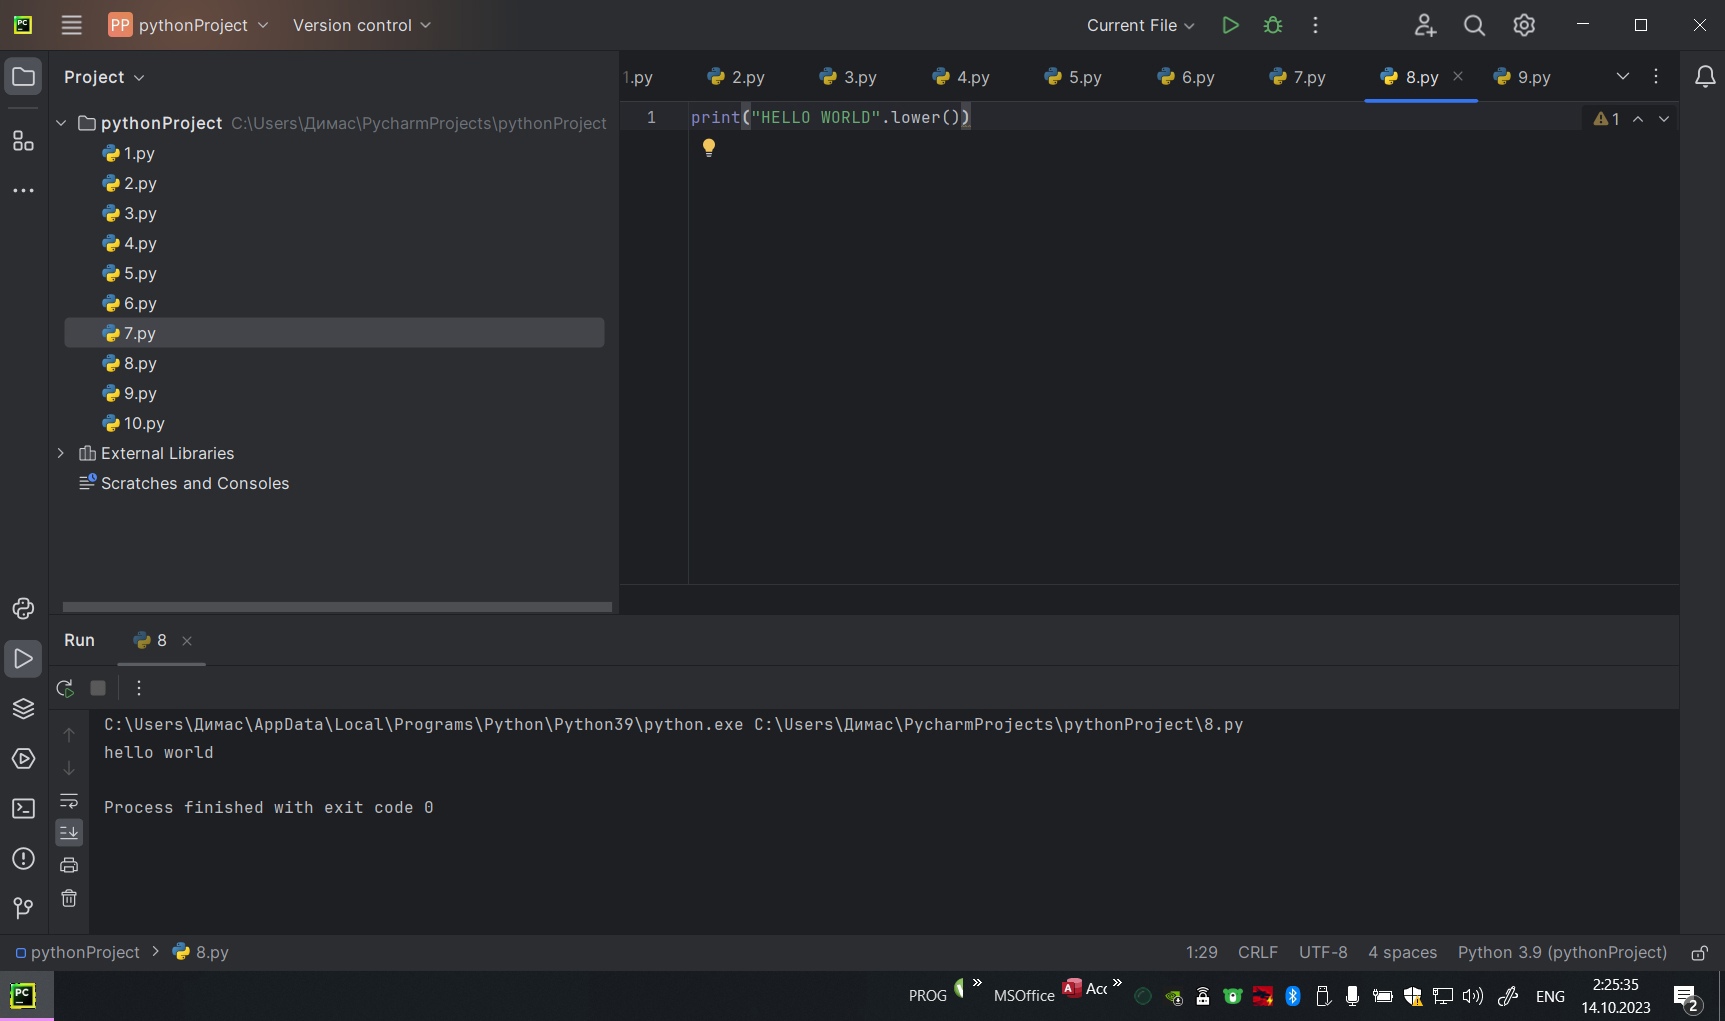 PC
PP pythonProject Version control Current File
Project
1.py 2.py 3.py 4.py 5.py 6.py 7.py 8.py 9.py
pythonProject C:\Users\Димас\PycharmProjects\pythonProject
1.py
2.py
3.py
4.py
5.py
6.py
7.py
8.py
9.py
10.py
External Libraries
Scratches and Consoles
1 print("HELLO WORLD".lower())
1
Run 8
C:\Users\Димас\AppData\Local\Programs\Python\Python39\python.exe C:\Users\Димас\PycharmProjects\pythonProject\8.py
hello world
Process finished with exit code 0
pythonProject > 8.py 1:29 CRLF UTF-8 4 spaces Python 3.9 (pythonProject)
PC
PROG » MSOffice A Acc » ENG 2:25:35
14.10.2023
2